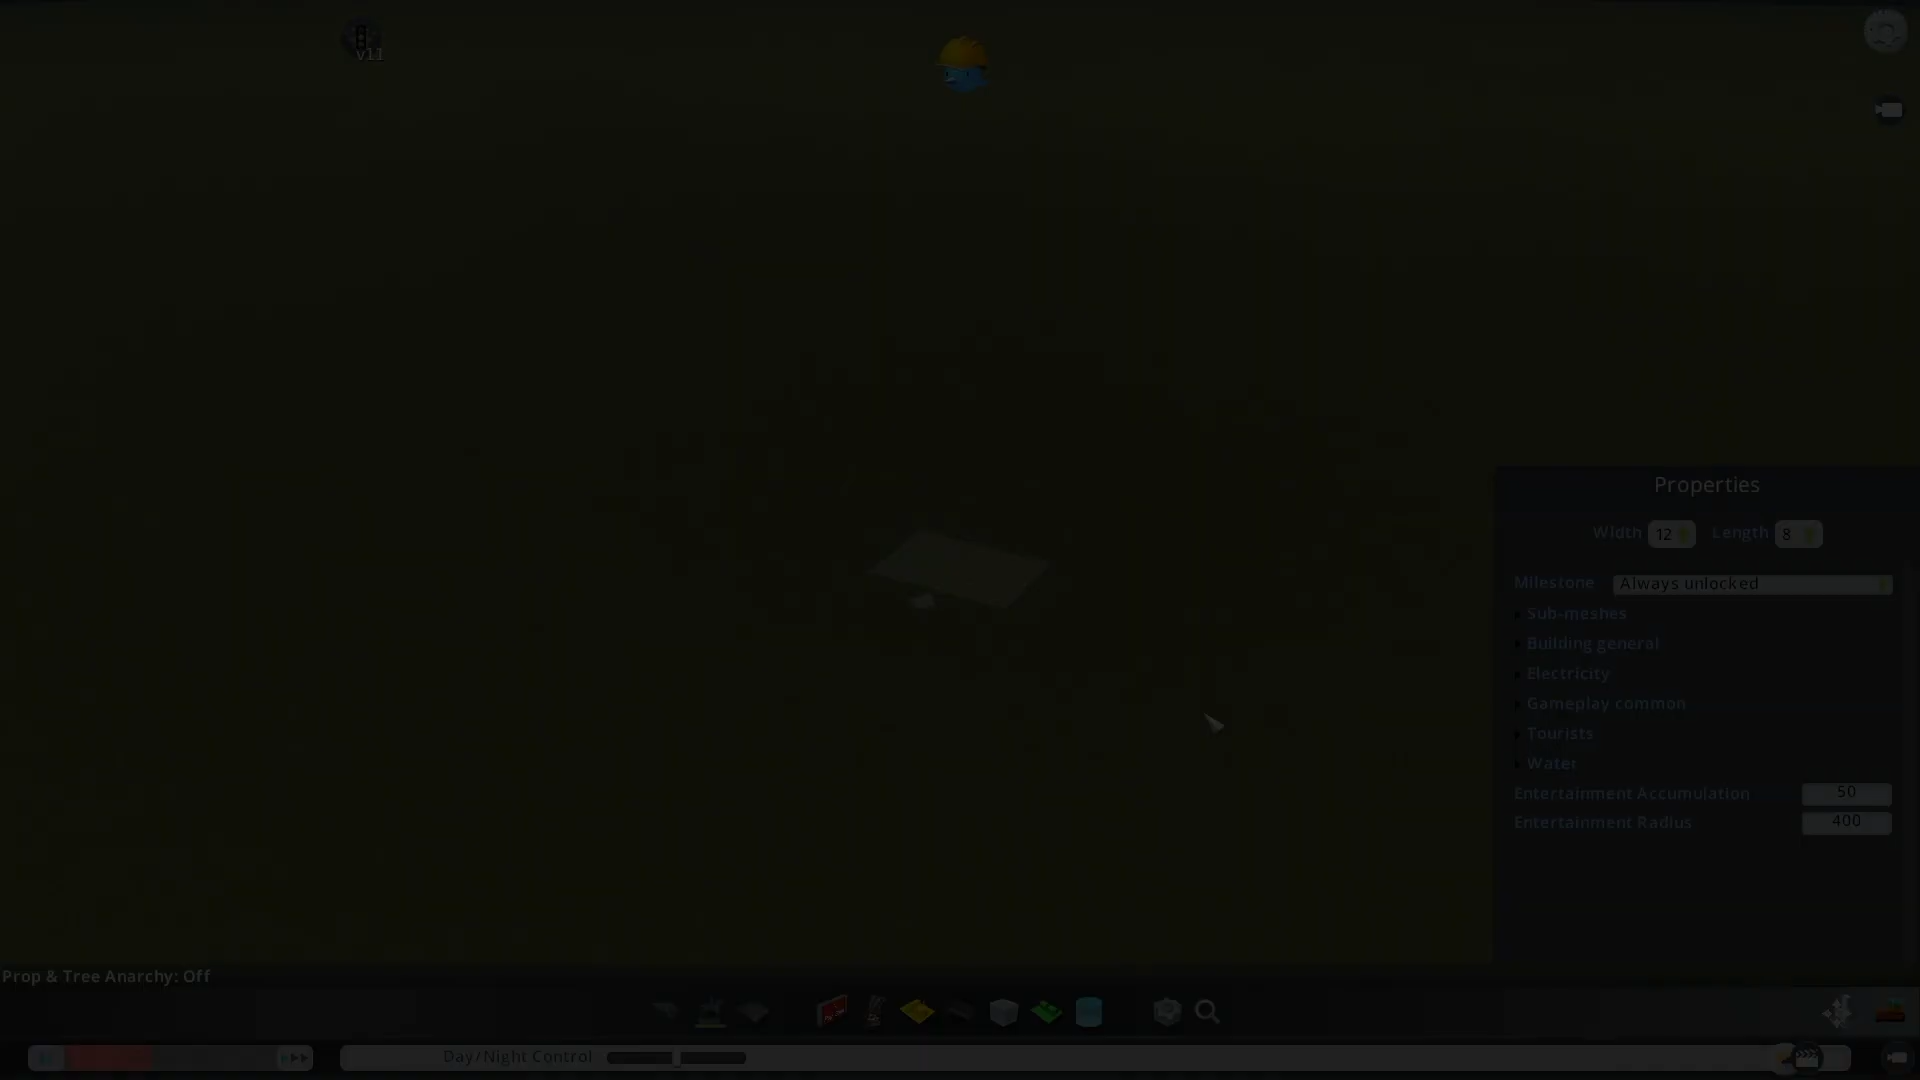 v11
Properties
Width 12 Length 8
Milestone Always unlocked
Sub-meshes
Building general
Electricity
Gameplay common
Tourists
Water
Entertainment Accumulation 50
Entertainment Radius 400
Prop & Tree Anarchy: Off
Day/Night Control